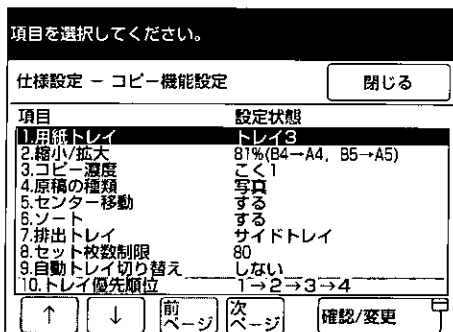 項目を選択してください。
仕様設定 − コピー機能設定 閉じる
項目 設定状態
1.用紙トレイ トレイ3
2.縮小/拡大 81%(B4→A4, B5→A5)
3.コピー濃度 こく1
4.原稿の種類 写真
5.センター移動 する
6.ソート する
7.排出トレイ サイドトレイ
8.セット枚数制限 80
9.自動トレイ切り替え しない
10.トレイ優先順位 1→2→3→4
↑ ↓ 前ページ 次ページ 確認/変更